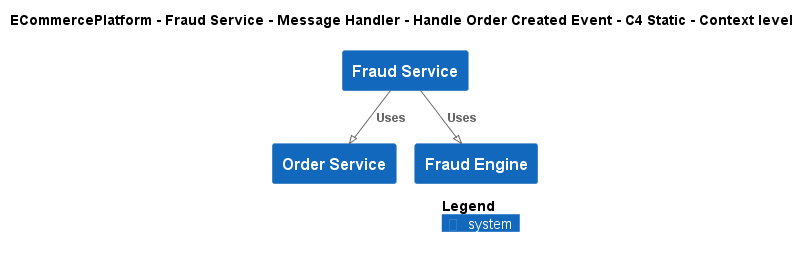 ECommercePlatform - Fraud Service - Message Handler - Handle Order Created Event - C4 Static - Context level
Fraud Service
Uses
Uses
Order Service
Fraud Engine
Legend
system